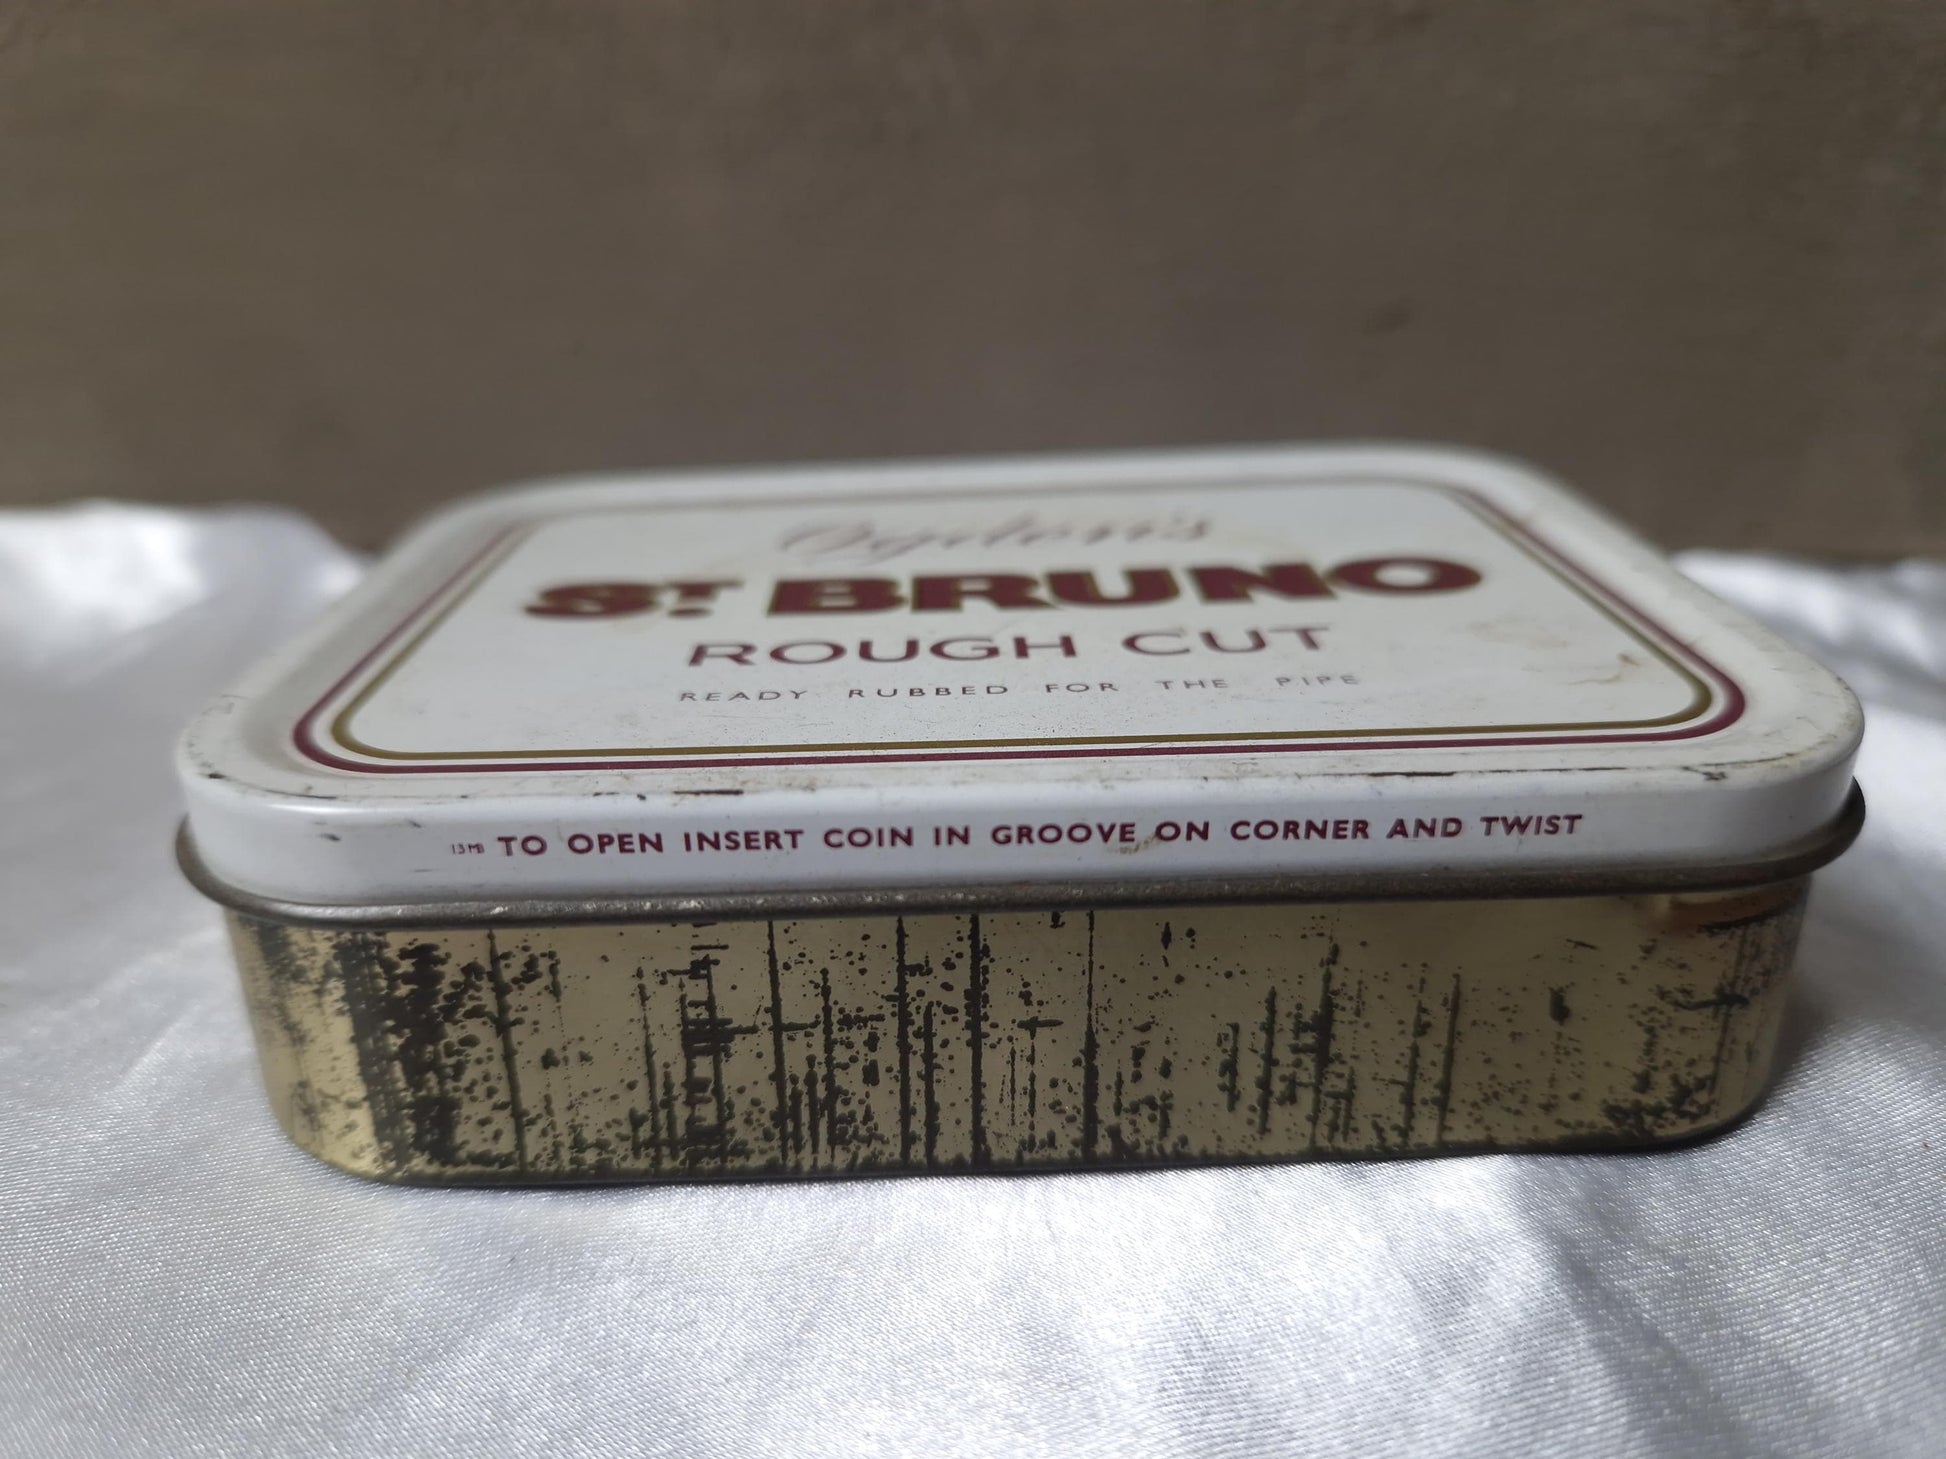 Ogden's
ST. BRUNO
ROUGH CUT
READY RUBBED FOR THE PIPE
13MB TO OPEN INSERT COIN IN GROOVE ON CORNER AND TWIST